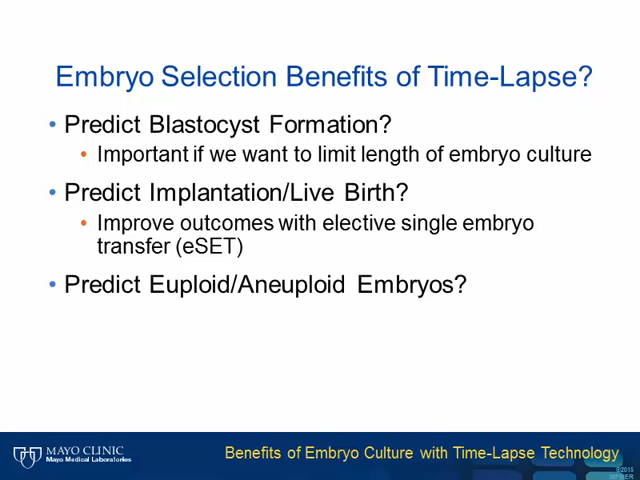 Embryo Selection Benefits of Time-Lapse?
• Predict Blastocyst Formation?
• Important if we want to limit length of embryo culture
• Predict Implantation/Live Birth?
• Improve outcomes with elective single embryo
transfer (eSET)
• Predict Euploid/Aneuploid Embryos?
MAYO CLINIC
Mayo Medical Laboratories
Benefits of Embryo Culture with Time-Lapse Technology